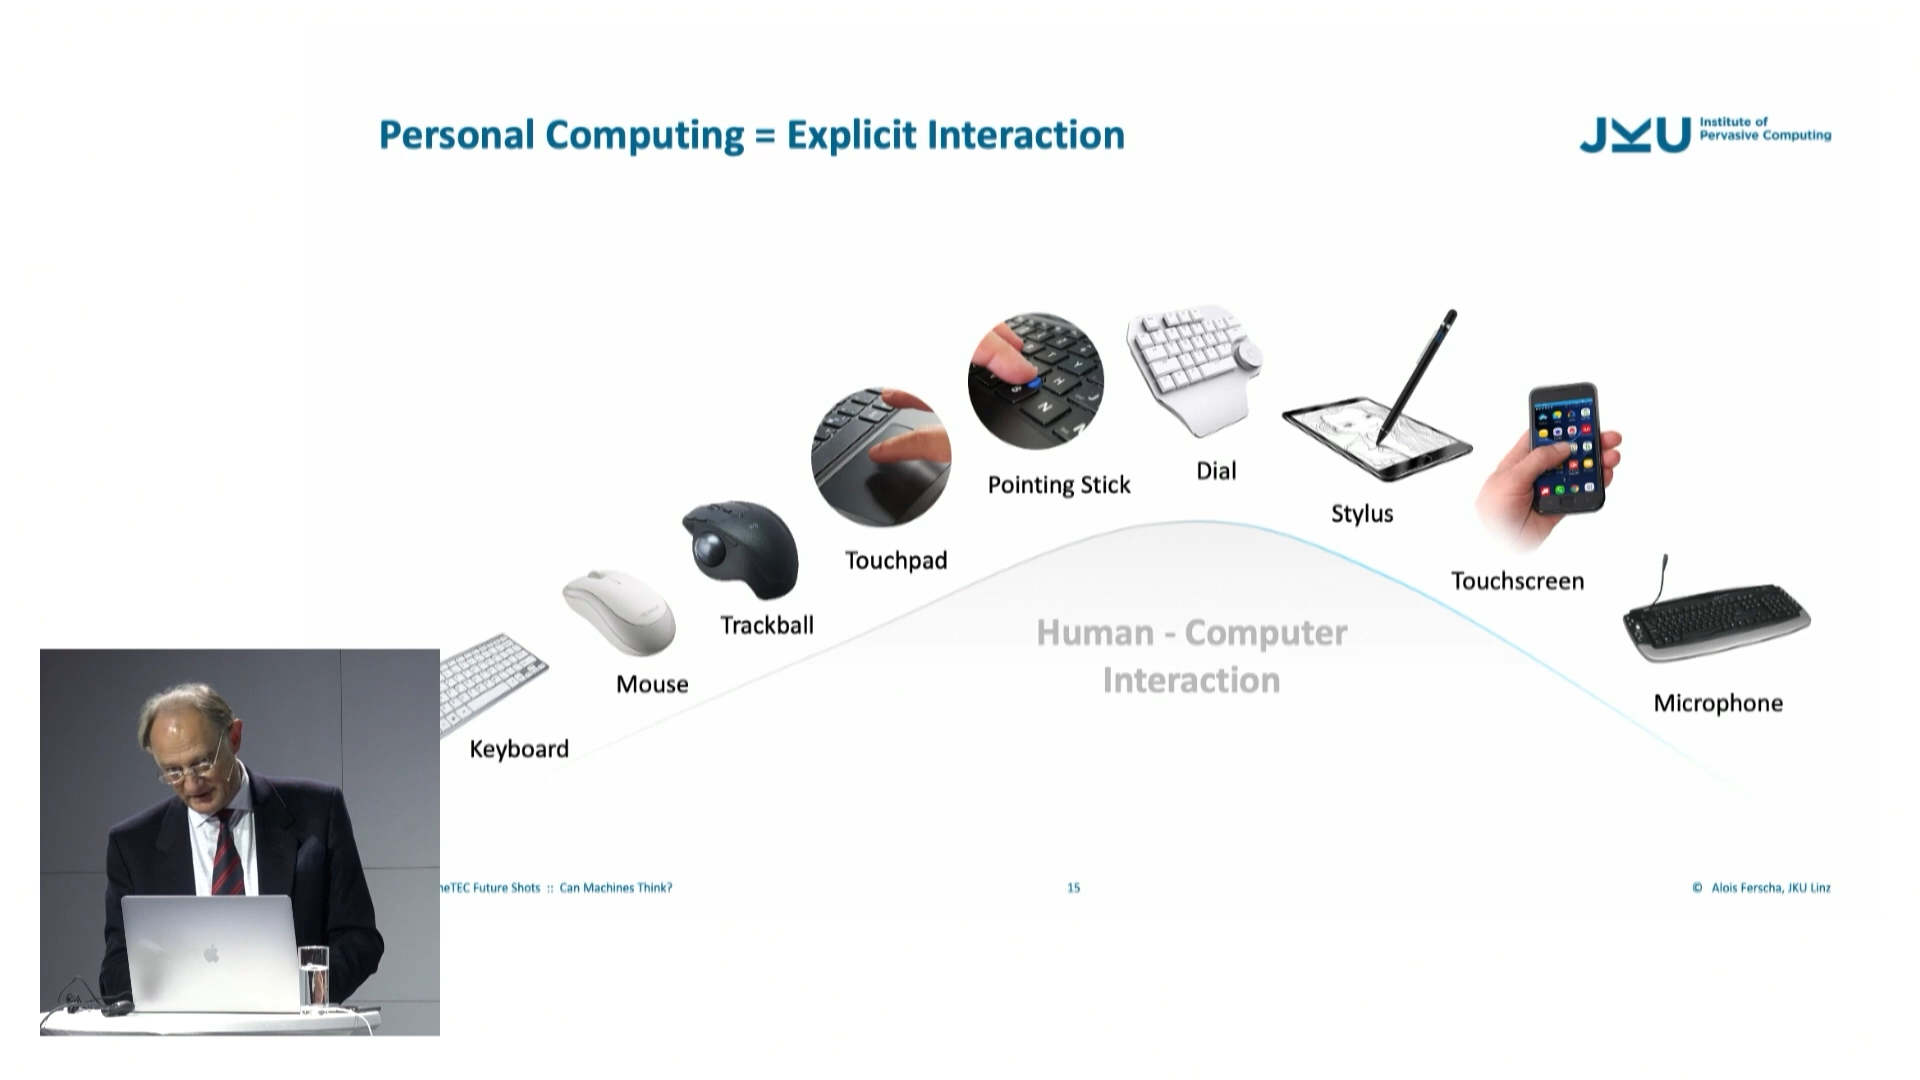 Personal Computing = Explicit Interaction
JKU
Institute of
Pervasive Computing
Pointing Stick
Dial
Stylus
Touchpad
Touchscreen
Trackball
Human - Computer
Interaction
Mouse
Microphone
Keyboard
neTEC Future Shots :: Can Machines Think?
15
© Alois Ferscha, JKU Linz